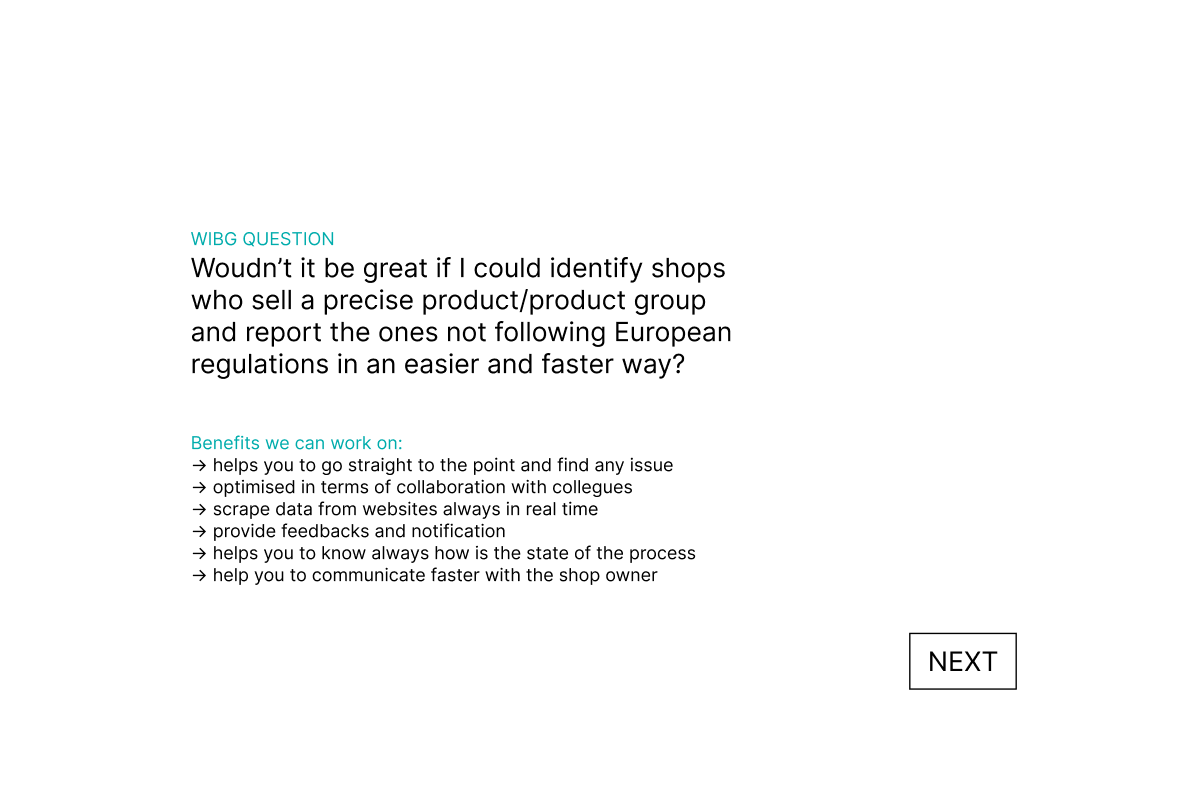 WIBG QUESTION
Woudn’t it be great if I could identify shops
who sell a precise product/product group
and report the ones not following European
regulations in an easier and faster way?
Benefits we can work on:
→ helps you to go straight to the point and find any issue
→ optimised in terms of collaboration with collegues
→ scrape data from websites always in real time
→ provide feedbacks and notification
→ helps you to know always how is the state of the process
→ help you to communicate faster with the shop owner
NEXT